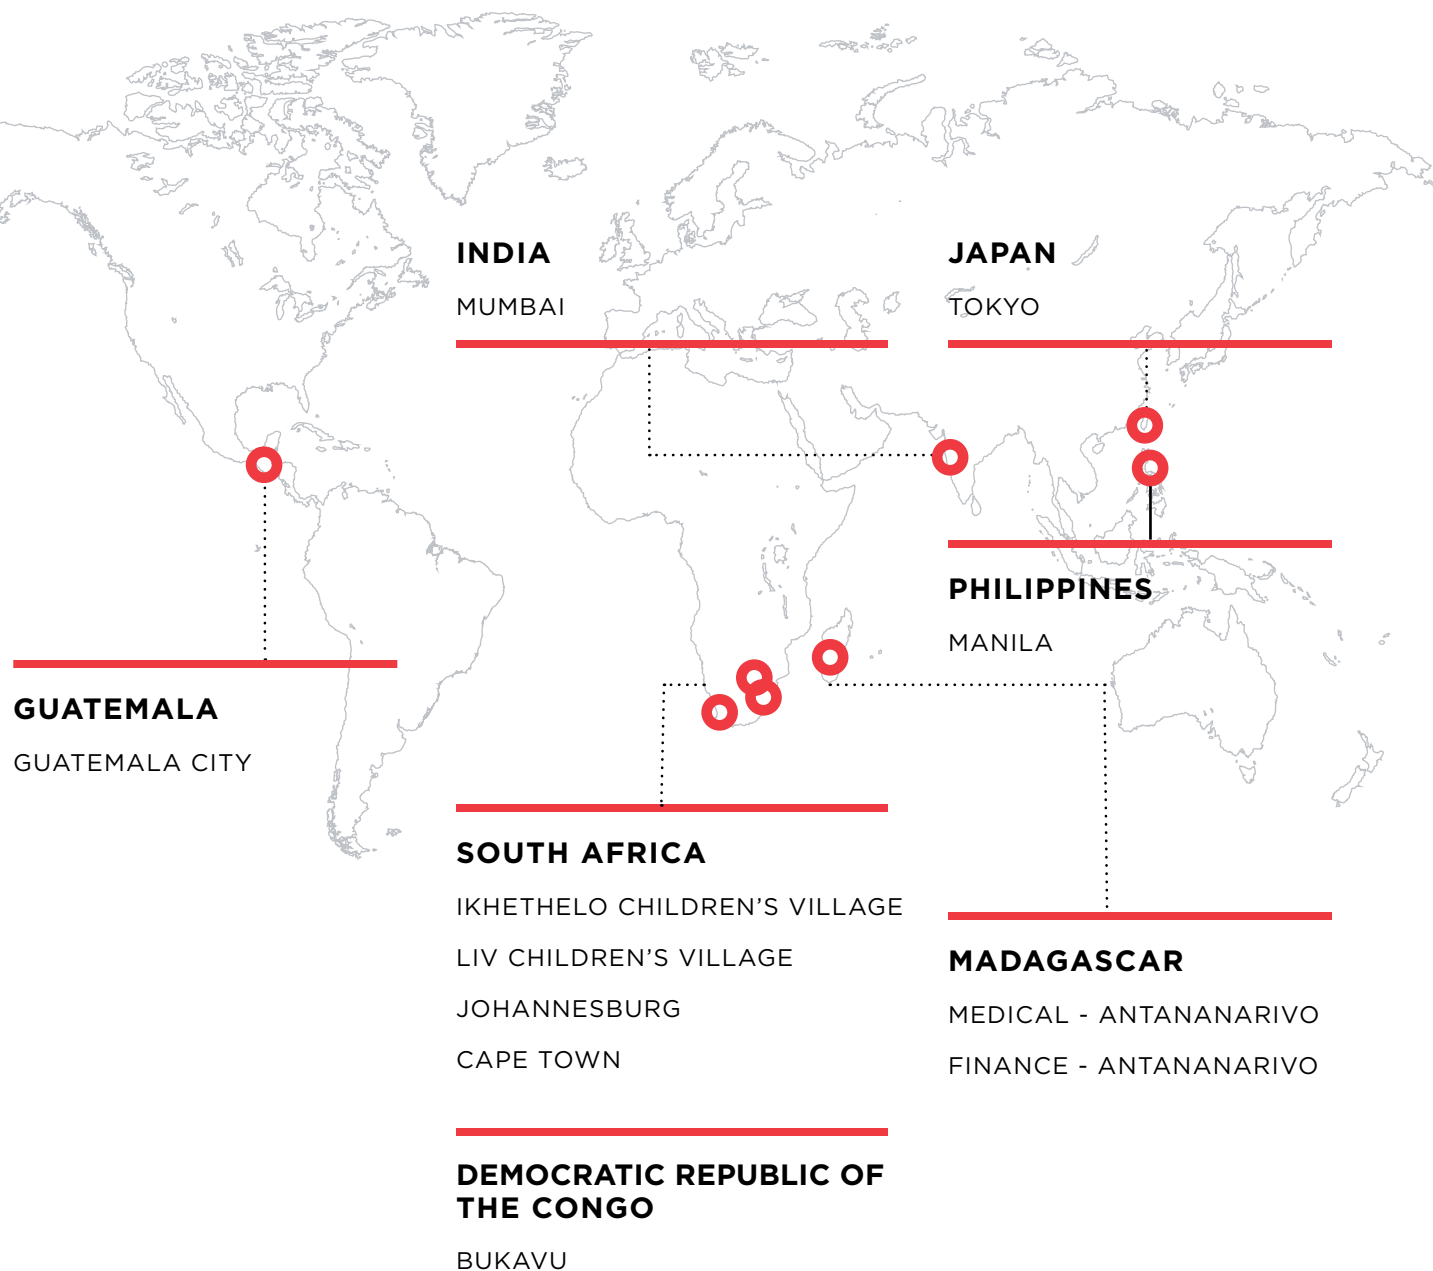 INDIA
MUMBAI
JAPAN
TOKYO
PHILIPPINES
MANILA
GUATEMALA
GUATEMALA CITY
SOUTH AFRICA
IKHETHELO CHILDREN’S VILLAGE
LIV CHILDREN’S VILLAGE
JOHANNESBURG
CAPE TOWN
MADAGASCAR
MEDICAL - ANTANANARIVO
FINANCE - ANTANANARIVO
DEMOCRATIC REPUBLIC OF
THE CONGO
BUKAVU